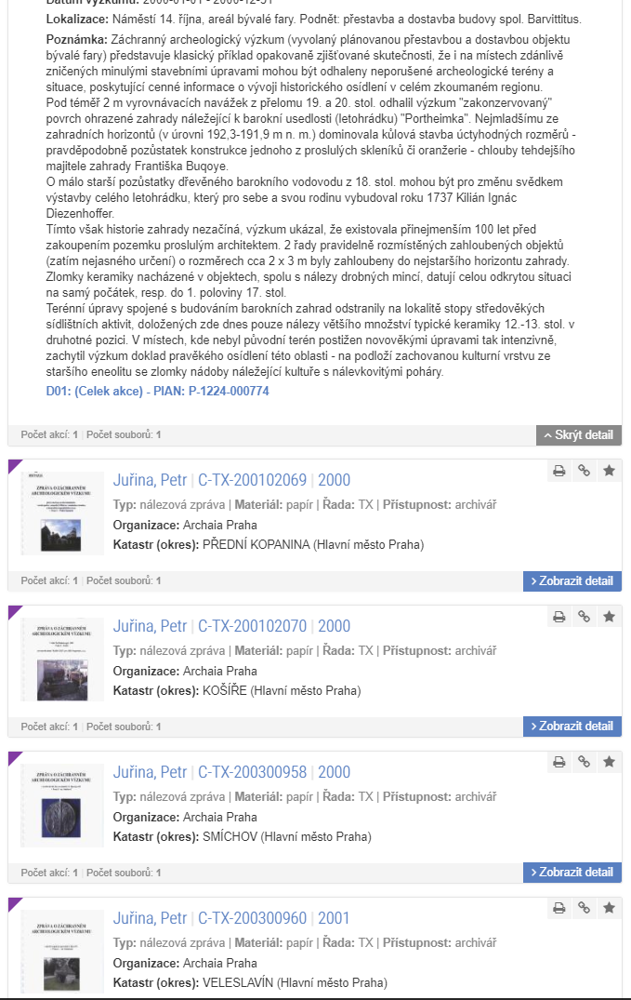 Datum výzkumu: 2000-01-01 - 2000-12-31
Lokalizace: Náměstí 14. října, areál bývalé fary. Podnět: přestavba a dostavba budovy spol. Barvittitus.
Poznámka: Záchranný archeologický výzkum (vyvolaný plánovanou přestavbou a dostavbou objektu
bývalé fary) představuje klasický příklad opakovaně zjišťované skutečnosti, že i na místech zdánlivě
zničených minulými stavebními úpravami mohou být odhaleny neporušené archeologické terény a
situace, poskytující cenné informace o vývoji historického osídlení v celém zkoumaném regionu.
Pod téměř 2 m vyrovnávacích navážek z přelomu 19. a 20. stol. odhalil výzkum "zakonzervovaný"
povrch ohrazené zahrady náležející k barokní usedlosti (letohrádku) "Portheimka". Nejmladšímu ze
zahradních horizontů (v úrovni 192,3-191,9 m n. m.) dominovala kůlová stavba úctyhodných rozměrů -
pravděpodobně pozůstatek konstrukce jednoho z proslulých skleníků či oranžerie - chlouby tehdejšího
majitele zahrady Františka Buqoye.
O málo starší pozůstatky dřevěného barokního vodovodu z 18. stol. mohou být pro změnu svědkem
výstavby celého letohrádku, který pro sebe a svou rodinu vybudoval roku 1737 Kilián Ignác
Diezenhoffer.
Tímto však historie zahrady nezačíná, výzkum ukázal, že existovala přinejmenším 100 let před
zakoupením pozemku proslulým architektem. 2 řady pravidelně rozmístěných zahloubených objektů
(zatím nejasného určení) o rozměrech cca 2 x 3 m byly zahloubeny do nejstaršího horizontu zahrady.
Zlomky keramiky nacházené v objektech, spolu s nálezy drobných mincí, datují celou odkrytou situaci
na samý počátek, resp. do 1. poloviny 17. stol.
Terénní úpravy spojené s budováním barokních zahrad odstranily na lokalitě stopy středověkých
sídlištních aktivit, doložených zde dnes pouze nálezy většího množství typické keramiky 12.-13. stol. v
druhotné pozici. V místech, kde nebyl původní terén postižen novověkými úpravami tak intenzivně,
zachytil výzkum doklad pravěkého osídlení této oblasti - na podloží zachovanou kulturní vrstvu ze
staršího eneolitu se zlomky nádoby náležející kultuře s nálevkovitými poháry.
D01: (Celek akce) - PIAN: P-1224-000774
Počet akcí: 1 | Počet souborů: 1
Skrýt detail
ZPRÁVA O ZÁCHRANNÉM
ARCHEOLOGICKÉM VÝZKUMU
Juřina, Petr | C-TX-200102069 | 2000
Typ: nálezová zpráva | Materiál: papír | Řada: TX | Přístupnost: archivář
Organizace: Archaia Praha
Katastr (okres): PŘEDNÍ KOPANINA (Hlavní město Praha)
Počet akcí: 1 | Počet souborů: 1
Zobrazit detail
ZPRÁVA O ZÁCHRANNÉM
ARCHEOLOGICKÉM VÝZKUMU
Juřina, Petr | C-TX-200102070 | 2000
Typ: nálezová zpráva | Materiál: papír | Řada: TX | Přístupnost: archivář
Organizace: Archaia Praha
Katastr (okres): KOŠÍŘE (Hlavní město Praha)
Počet akcí: 1 | Počet souborů: 1
Zobrazit detail
ZPRÁVA O ZÁCHRANNÉM
ARCHEOLOGICKÉM VÝZKUMU
Juřina, Petr | C-TX-200300958 | 2000
Typ: nálezová zpráva | Materiál: papír | Řada: TX | Přístupnost: archivář
Organizace: Archaia Praha
Katastr (okres): SMÍCHOV (Hlavní město Praha)
Počet akcí: 1 | Počet souborů: 1
Zobrazit detail
ZPRÁVA O ZÁCHRANNÉM
ARCHEOLOGICKÉM VÝZKUMU
Juřina, Petr | C-TX-200300960 | 2001
Typ: nálezová zpráva | Materiál: papír | Řada: TX | Přístupnost: archivář
Organizace: Archaia Praha
Katastr (okres): VELESLAVÍN (Hlavní město Praha)